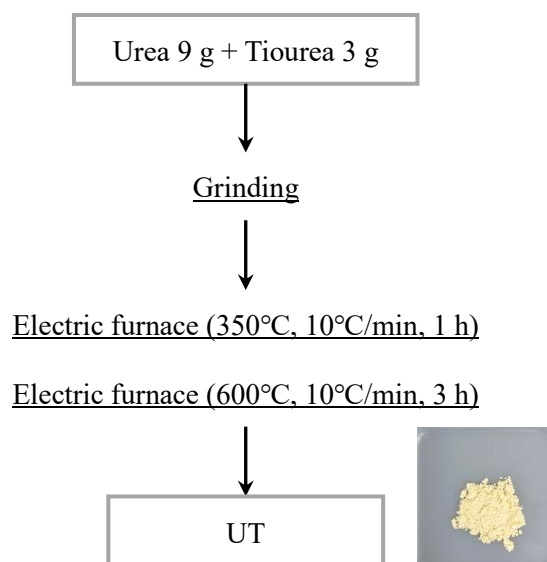 Urea 9 g + Tiourea 3 g
Grinding
Electric furnace (350℃, 10℃/min, 1 h)
Electric furnace (600℃, 10℃/min, 3 h)
UT